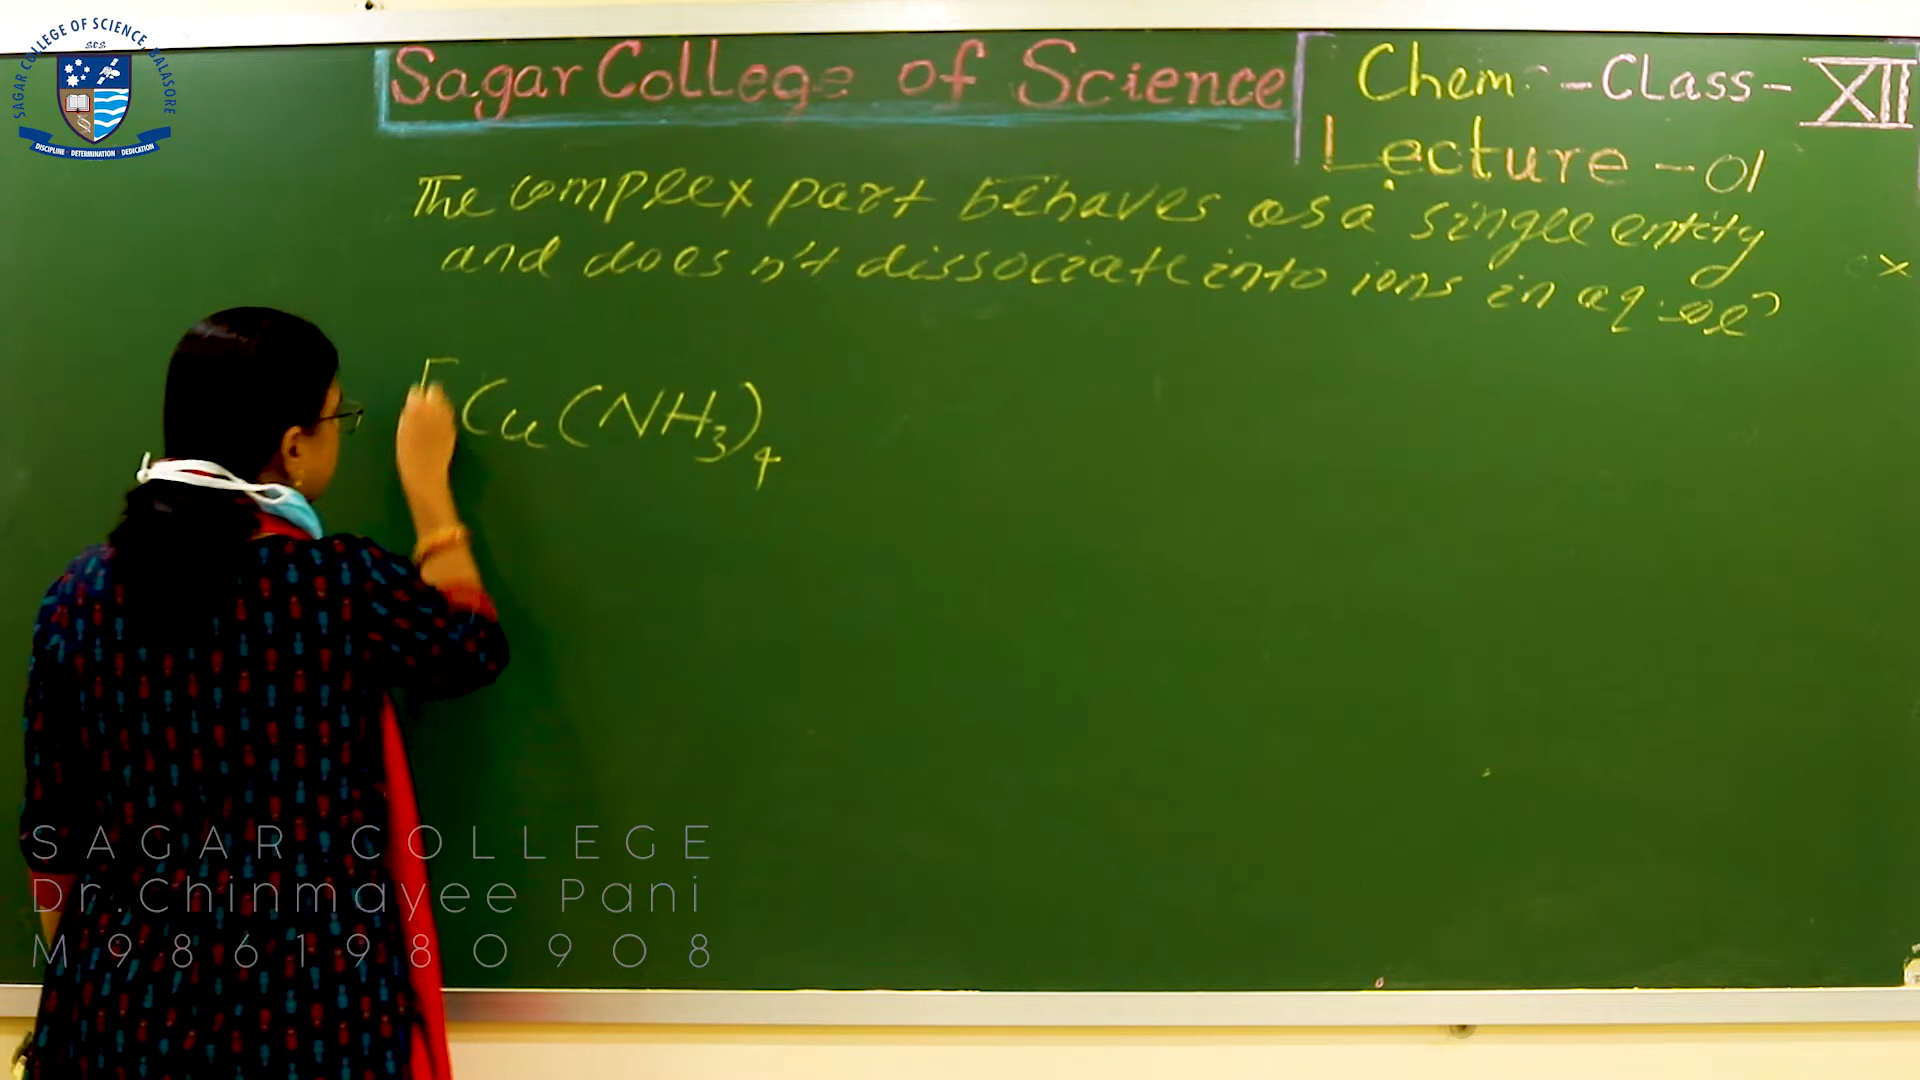 SAGAR COLLEGE OF SCIENCE, BALASORE
SCS
DISCIPLINE DETERMINATION DEDICATION
Sagar College of Science
Chem - Class - XII
Lecture - 01
The complex part behaves as a single entity
and does n't dissociate into ions in aq. sol^n
[Cu(NH3)4
SAGAR COLLEGE
Dr.Chinmayee Pani
M9861980908